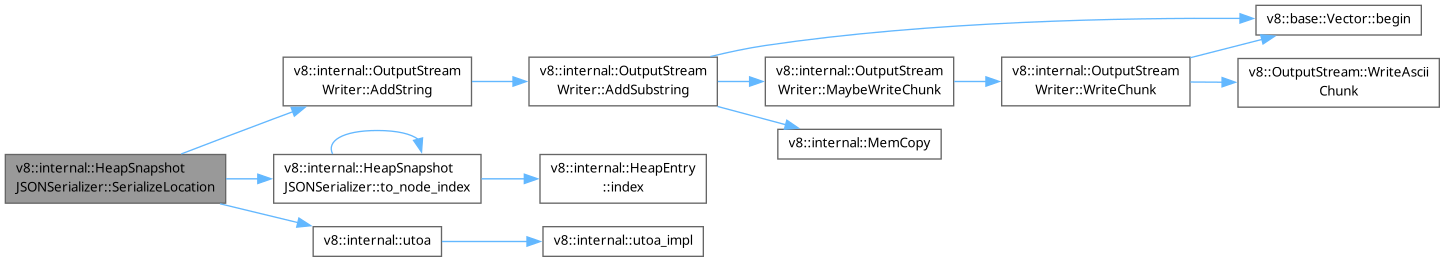 v8::internal::HeapSnapshot
JSONSerializer::SerializeLocation
v8::internal::OutputStream
Writer::AddString
v8::internal::OutputStream
Writer::AddSubstring
v8::base::Vector::begin
v8::internal::OutputStream
Writer::MaybeWriteChunk
v8::internal::OutputStream
Writer::WriteChunk
v8::OutputStream::WriteAscii
Chunk
v8::internal::MemCopy
v8::internal::HeapSnapshot
JSONSerializer::to_node_index
v8::internal::HeapEntry
::index
v8::internal::utoa
v8::internal::utoa_impl